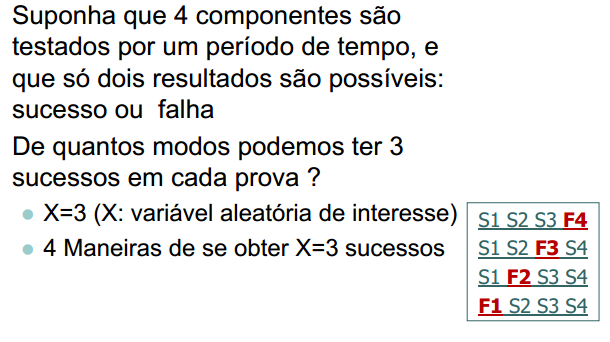 Suponha que 4 componentes são
testados por um período de tempo, e
que só dois resultados são possíveis:
sucesso ou falha
De quantos modos podemos ter 3
sucessos em cada prova ?
X=3 (X: variável aleatória de interesse)
4 Maneiras de se obter X=3 sucessos
S1 S2 S3 F4
S1 S2 F3 S4
S1 F2 S3 S4
F1 S2 S3 S4